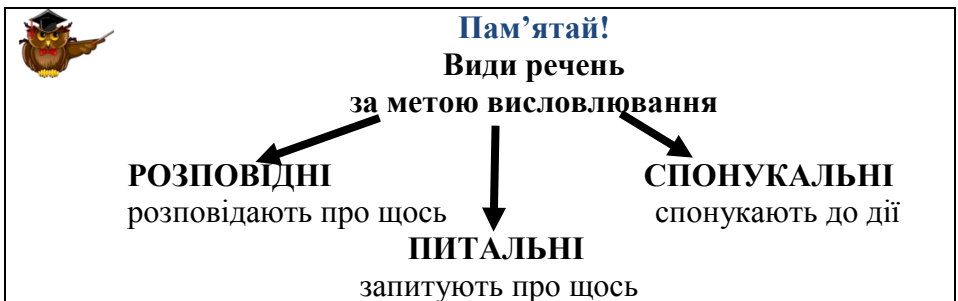 Пам’ятай!
Види речень
за метою висловлювання
РОЗПОВІДНІ
розповідають про щось
СПОНУКАЛЬНІ
спонукають до дії
ПИТАЛЬНІ
запитують про щось